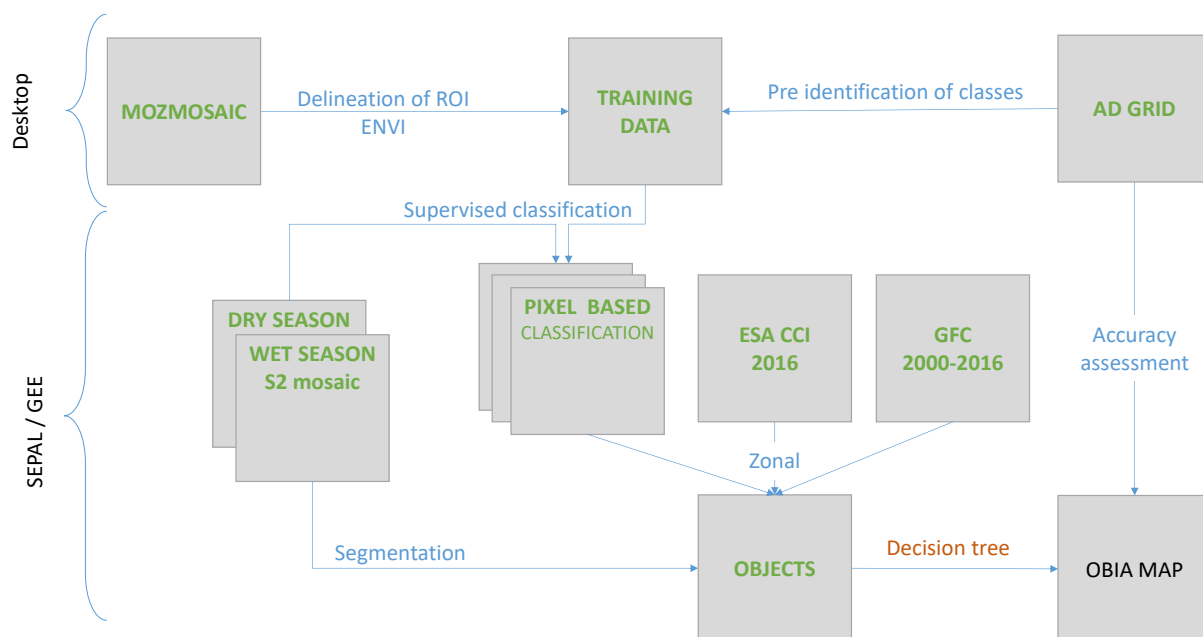 Desktop
MOZMOSAIC
Delineation of ROI
ENVI
TRAINING
DATA
Pre identification of classes
AD GRID
SEPAL / GEE
Supervised classification
DRY SEASON
WET SEASON
S2 mosaic
PIXEL BASED
CLASSIFICATION
ESA CCI
2016
GFC
2000-2016
Accuracy
assessment
Zonal
Segmentation
OBJECTS
Decision tree
OBIA MAP